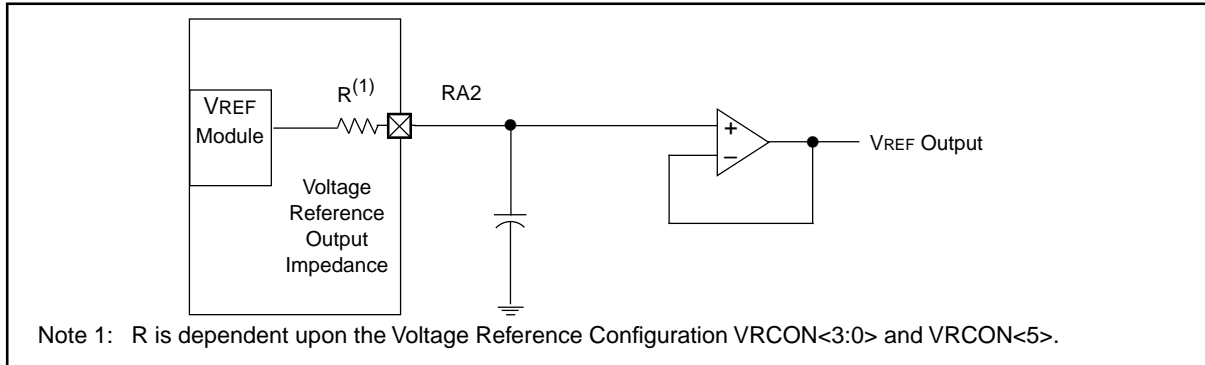 R(1)
RA2
VREF
Module
+
–
VREF Output
Voltage
Reference
Output
Impedance
Note 1: R is dependent upon the Voltage Reference Configuration VRCON<3:0> and VRCON<5>.